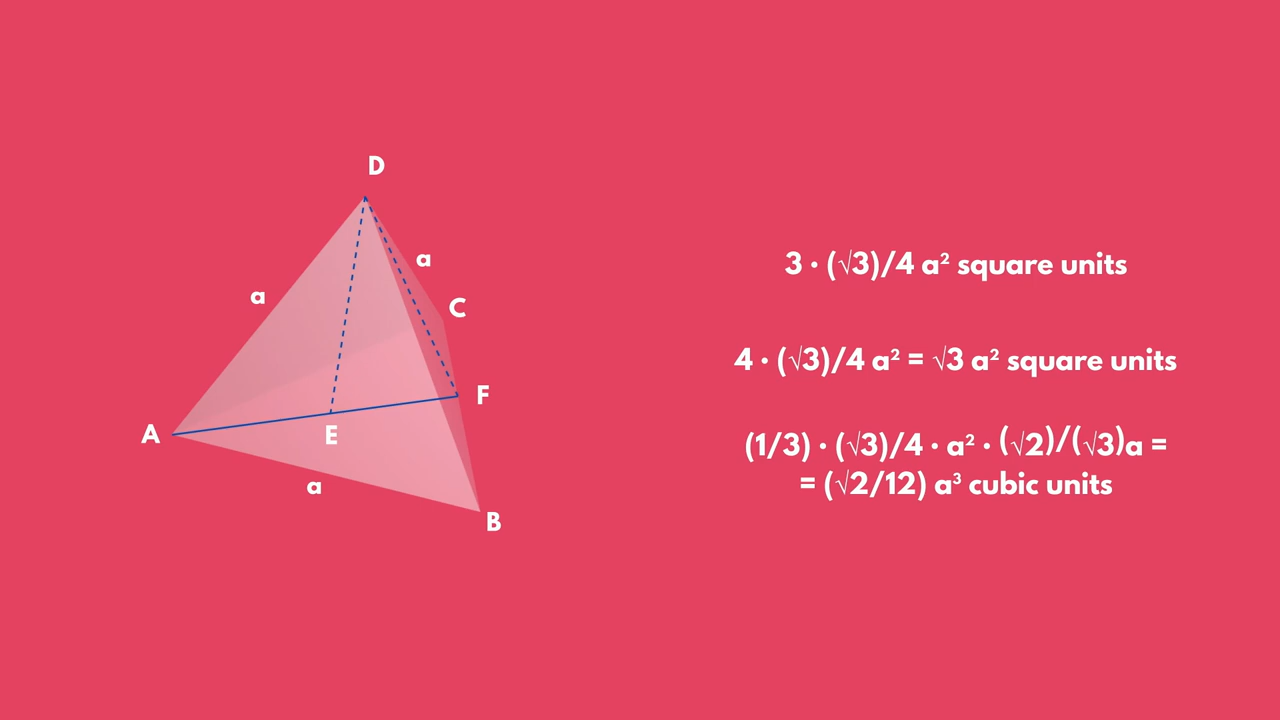 D
a
a
C
F
A
E
a
B
3 · (√3)/4 a² square units
4 · (√3)/4 a² = √3 a² square units
(1/3) · (√3)/4 · a² · (√2)/(√3)a =
= (√2/12) a³ cubic units